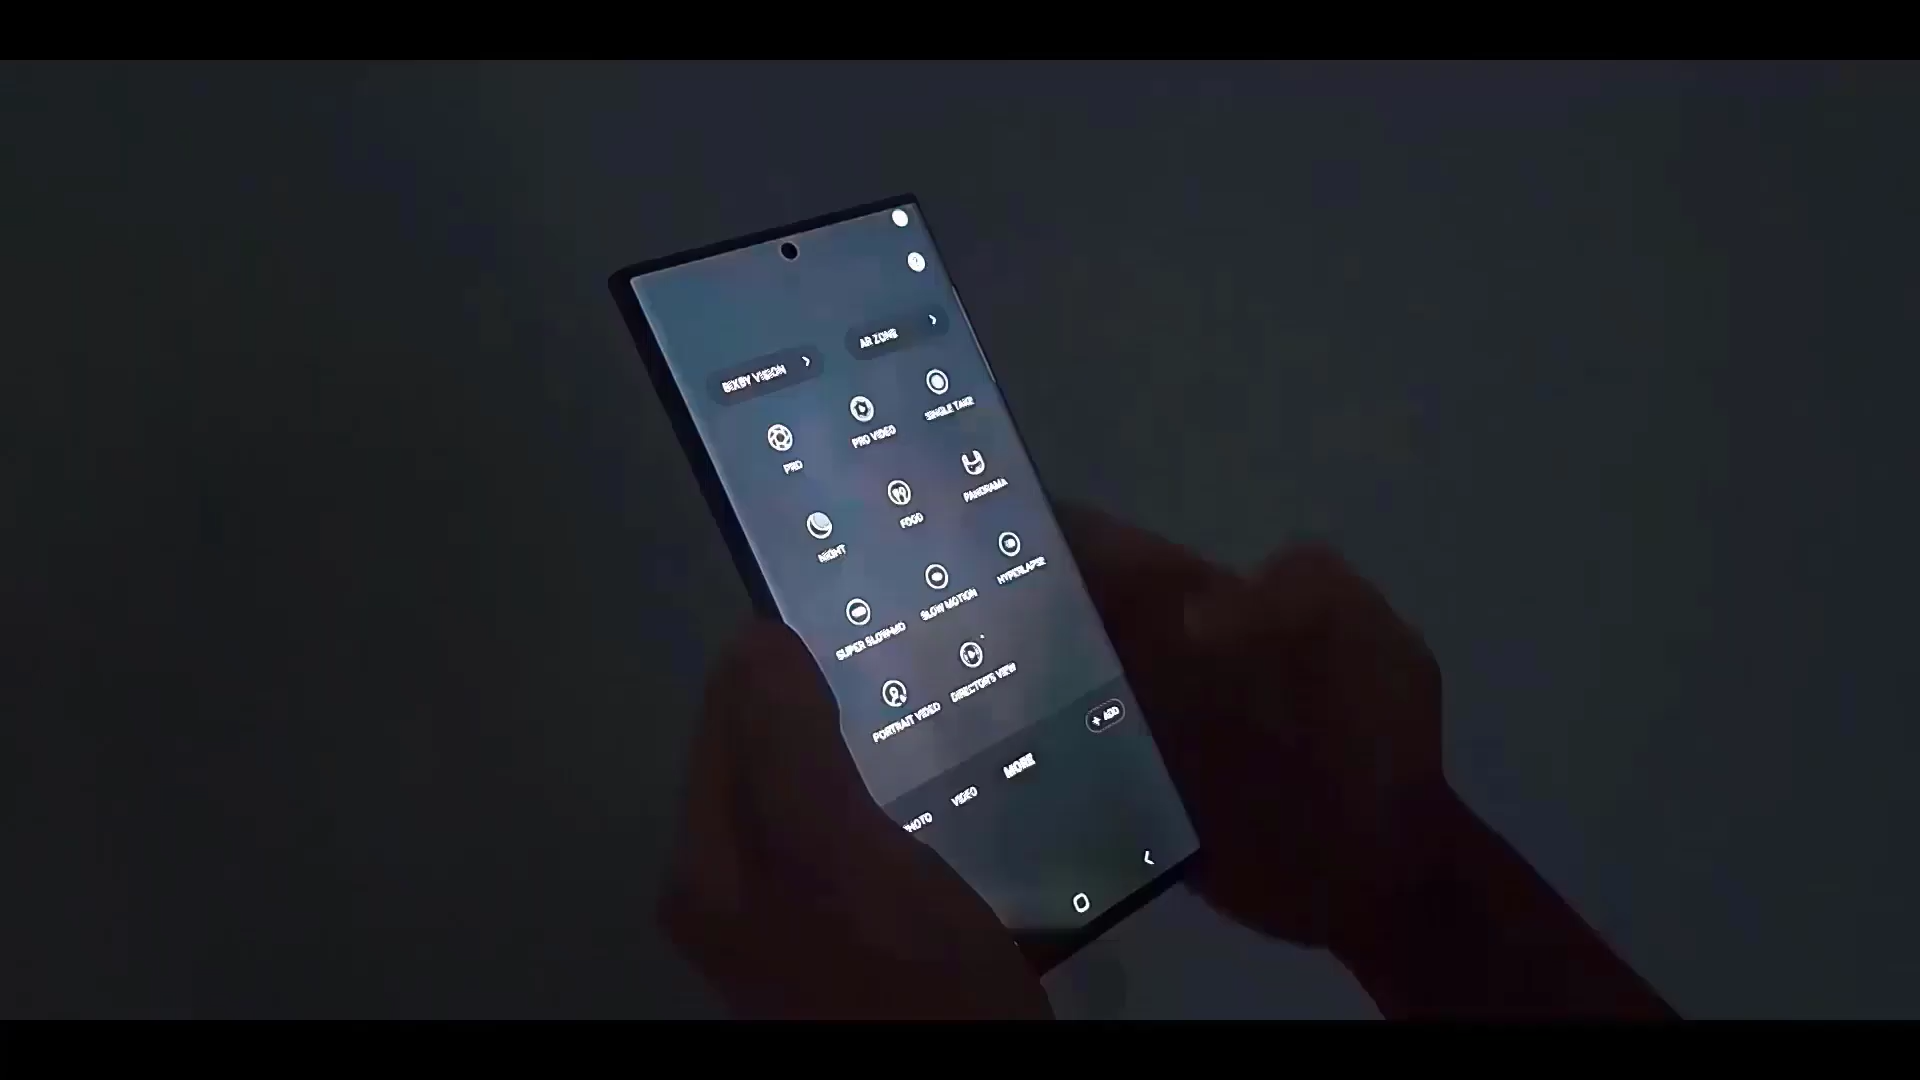 BIXBY VISION
AR ZONE
PRO
PRO VIDEO
SINGLE TAKE
NIGHT
FOOD
PANORAMA
SUPER SLOW-MO
SLOW MOTION
HYPERLAPSE
PORTRAIT VIDEO
DIRECTOR'S VIEW
+ ADD
HOTO
VIDEO
MORE